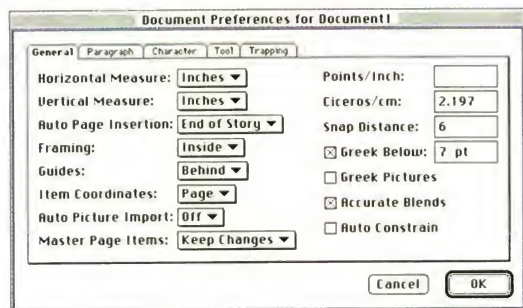 Document Preferences for Document1
General Paragraph Character Tool Trapping
Horizontal Measure: Inches
Vertical Measure: Inches
Auto Page Insertion: End of Story
Framing: Inside
Guides: Behind
Item Coordinates: Page
Auto Picture Import: Off
Master Page Items: Keep Changes
Points/Inch:
Ciceros/cm: 2.197
Snap Distance: 6
Greek Below: 7 pt
Greek Pictures
Accurate Blends
Auto Constrain
Cancel OK